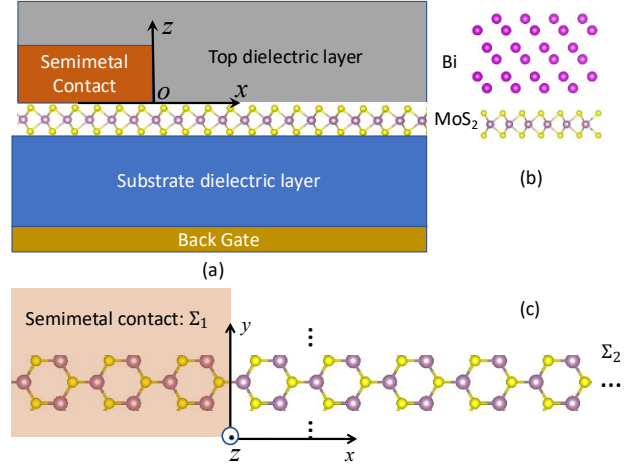 z
Semimetal
Contact
Top dielectric layer
o
x
Substrate dielectric layer
Back Gate
(a)
Bi
MoS₂
(b)
(c)
Semimetal contact: Σ₁
y
⋮
Σ₂
...
⋮
z
x